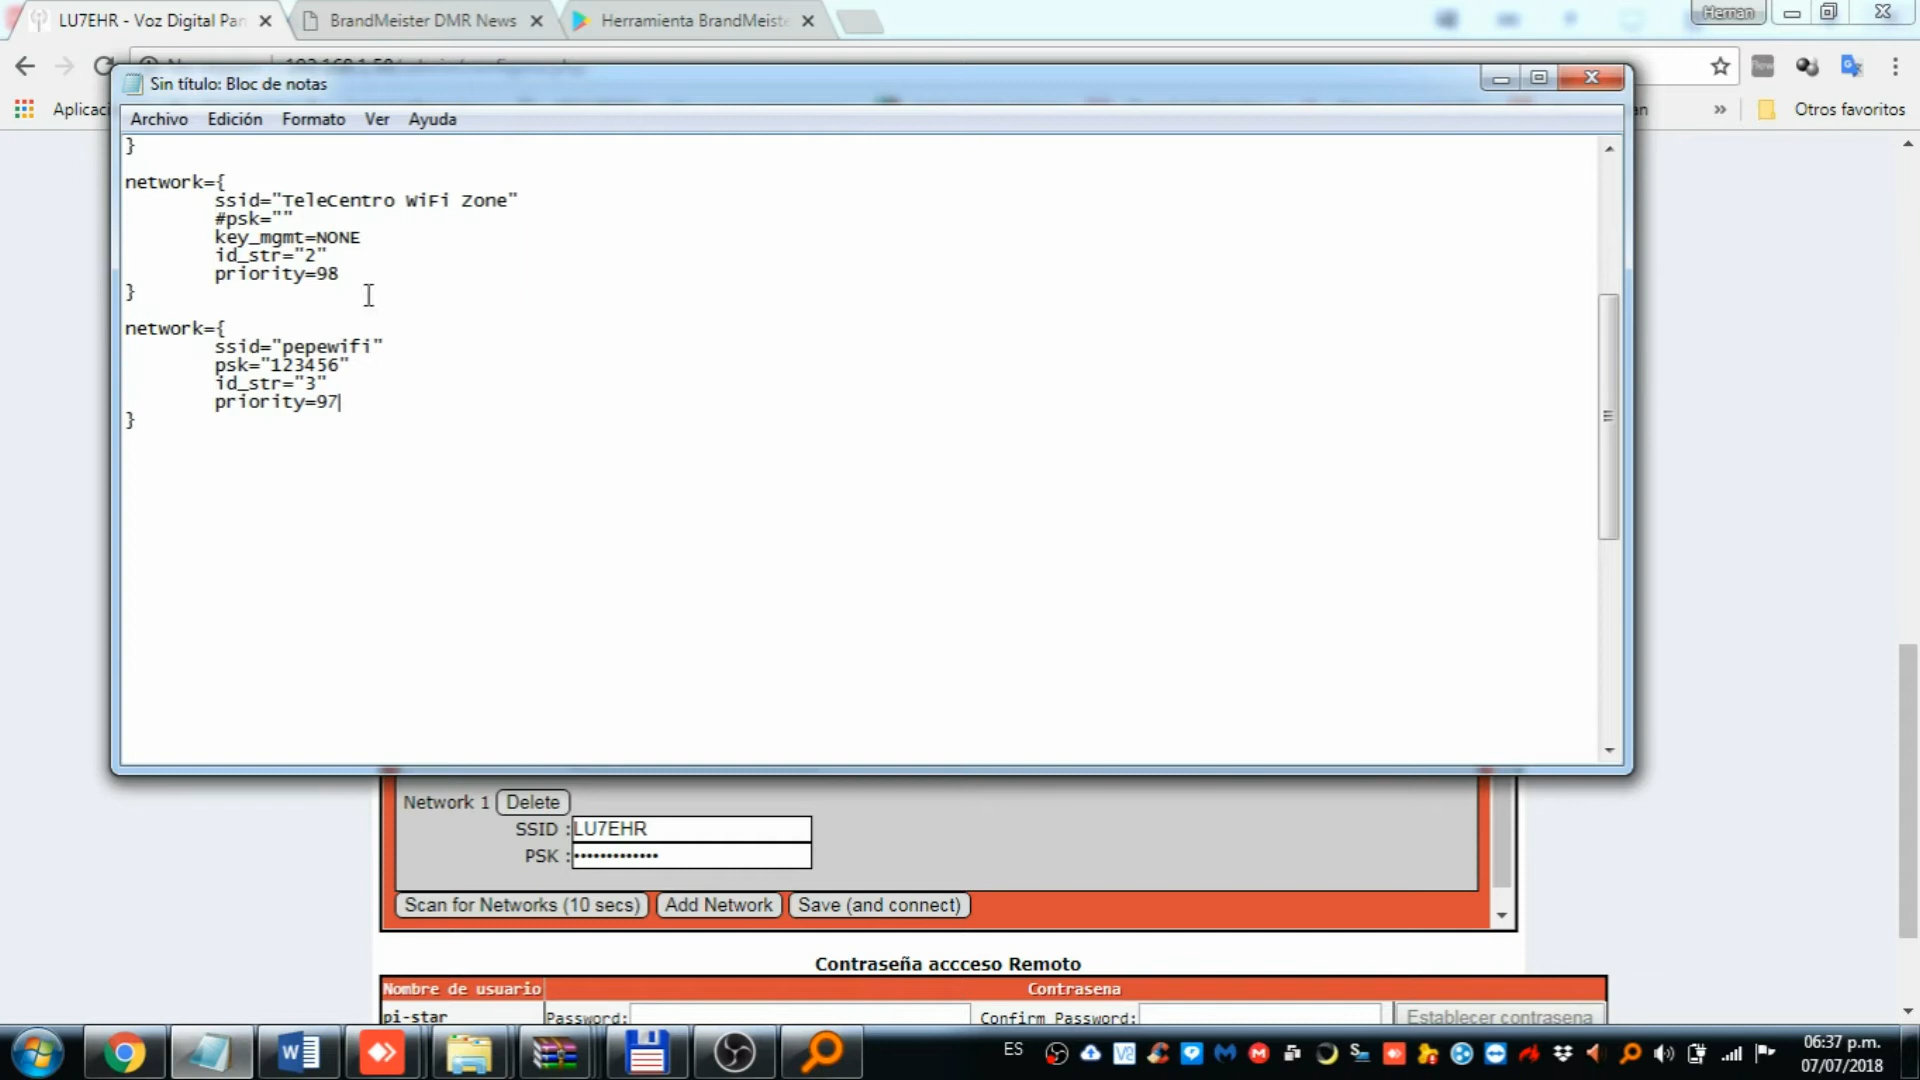 LU7EHR - Voz Digital Pan
BrandMeister DMR News
Herramienta BrandMeiste
Hernan
Sin título: Bloc de notas
Aplicaci
Otros favoritos
Archivo Edición Formato Ver Ayuda
}
network={
ssid="TeleCentro WiFi Zone"
#psk=""
key_mgmt=NONE
id_str="2"
priority=98
}
network={
ssid="pepewifi"
psk="123456"
id_str="3"
priority=97
}
Network 1 Delete
SSID :LU7EHR
PSK :•••••••••••••
Scan for Networks (10 secs) Add Network Save (and connect)
Contraseña accceso Remoto
Nombre de usuario Contrasena
pi-star Password: Confirm Password: Establecer contrasena
ES
06:37 p.m.
07/07/2018